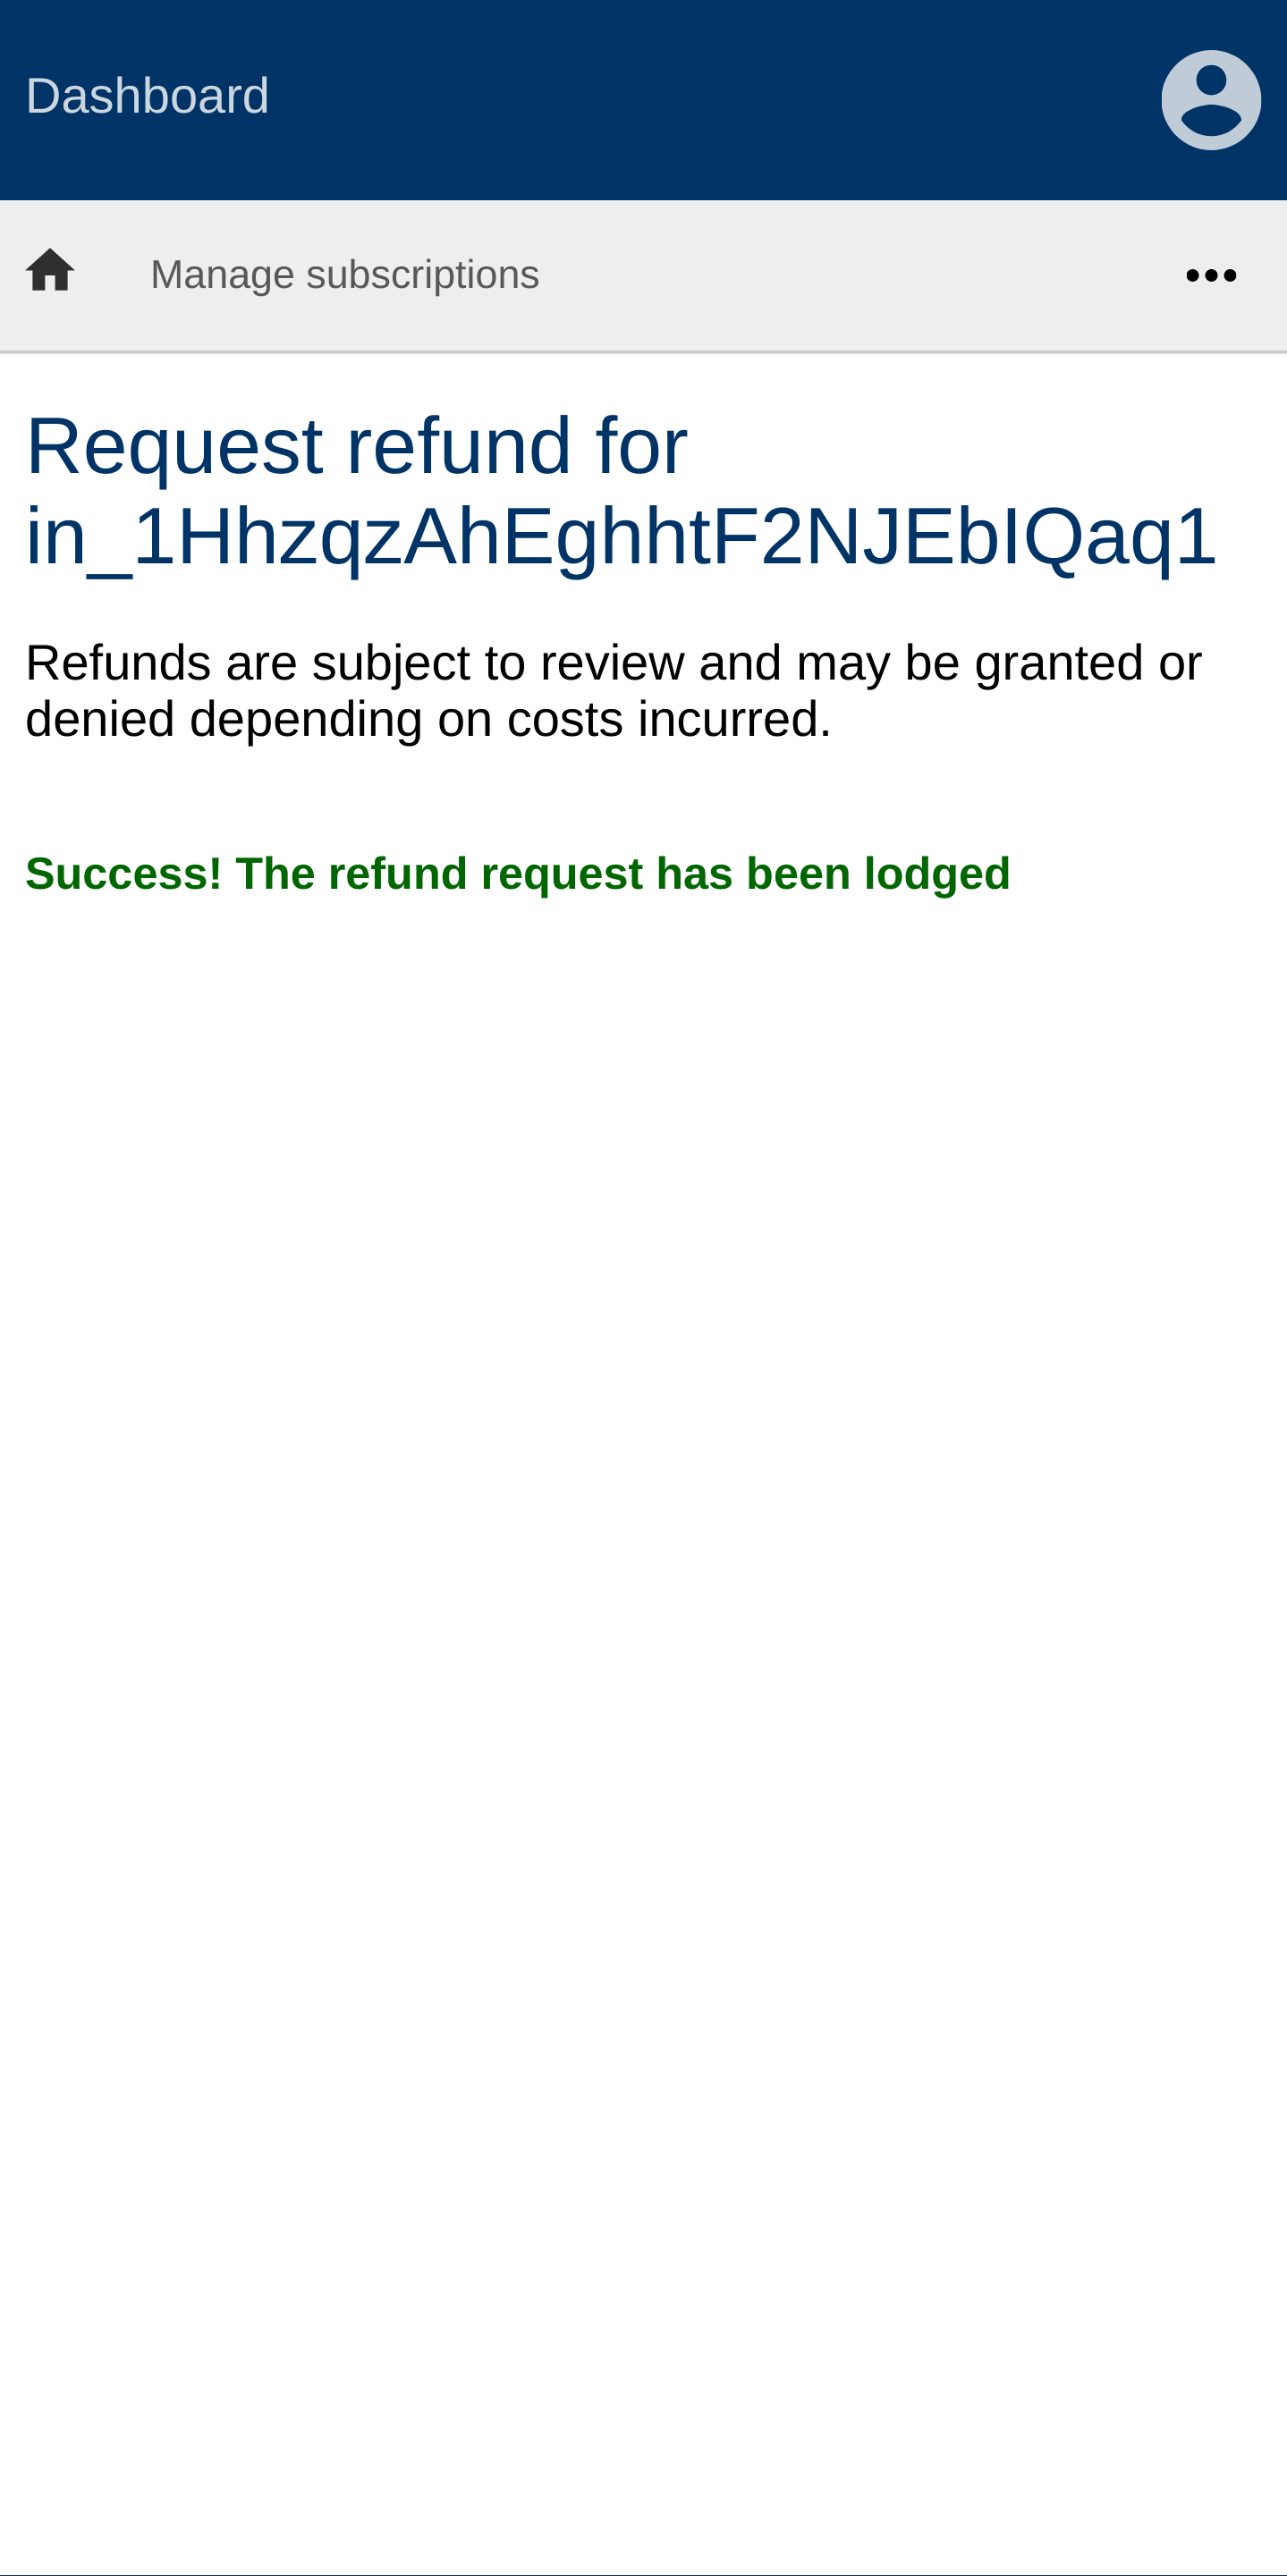 Dashboard
Manage subscriptions
Request refund for
in_1HhzqzAhEghhtF2NJEbIQaq1
Refunds are subject to review and may be granted or
denied depending on costs incurred.
Success! The refund request has been lodged